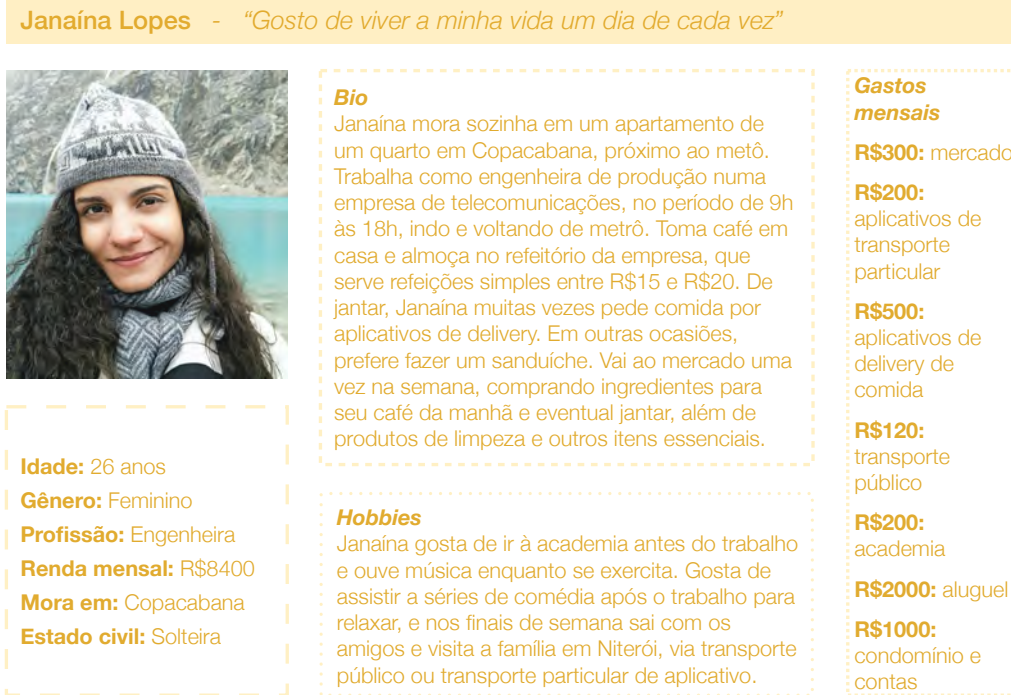 Janaína Lopes - “Gosto de viver a minha vida um dia de cada vez”
Bio
Janaína mora sozinha em um apartamento de
um quarto em Copacabana, próximo ao metô.
Trabalha como engenheira de produção numa
empresa de telecomunicações, no período de 9h
às 18h, indo e voltando de metrô. Toma café em
casa e almoça no refeitório da empresa, que
serve refeições simples entre R$15 e R$20. De
jantar, Janaína muitas vezes pede comida por
aplicativos de delivery. Em outras ocasiões,
prefere fazer um sanduíche. Vai ao mercado uma
vez na semana, comprando ingredientes para
seu café da manhã e eventual jantar, além de
produtos de limpeza e outros itens essenciais.
Idade: 26 anos
Gênero: Feminino
Profissão: Engenheira
Renda mensal: R$8400
Mora em: Copacabana
Estado civil: Solteira
Hobbies
Janaína gosta de ir à academia antes do trabalho
e ouve música enquanto se exercita. Gosta de
assistir a séries de comédia após o trabalho para
relaxar, e nos finais de semana sai com os
amigos e visita a família em Niterói, via transporte
público ou transporte particular de aplicativo.
Gastos
mensais
R$300: mercado
R$200:
aplicativos de
transporte
particular
R$500:
aplicativos de
delivery de
comida
R$120:
transporte
público
R$200:
academia
R$2000: aluguel
R$1000:
condomínio e
contas